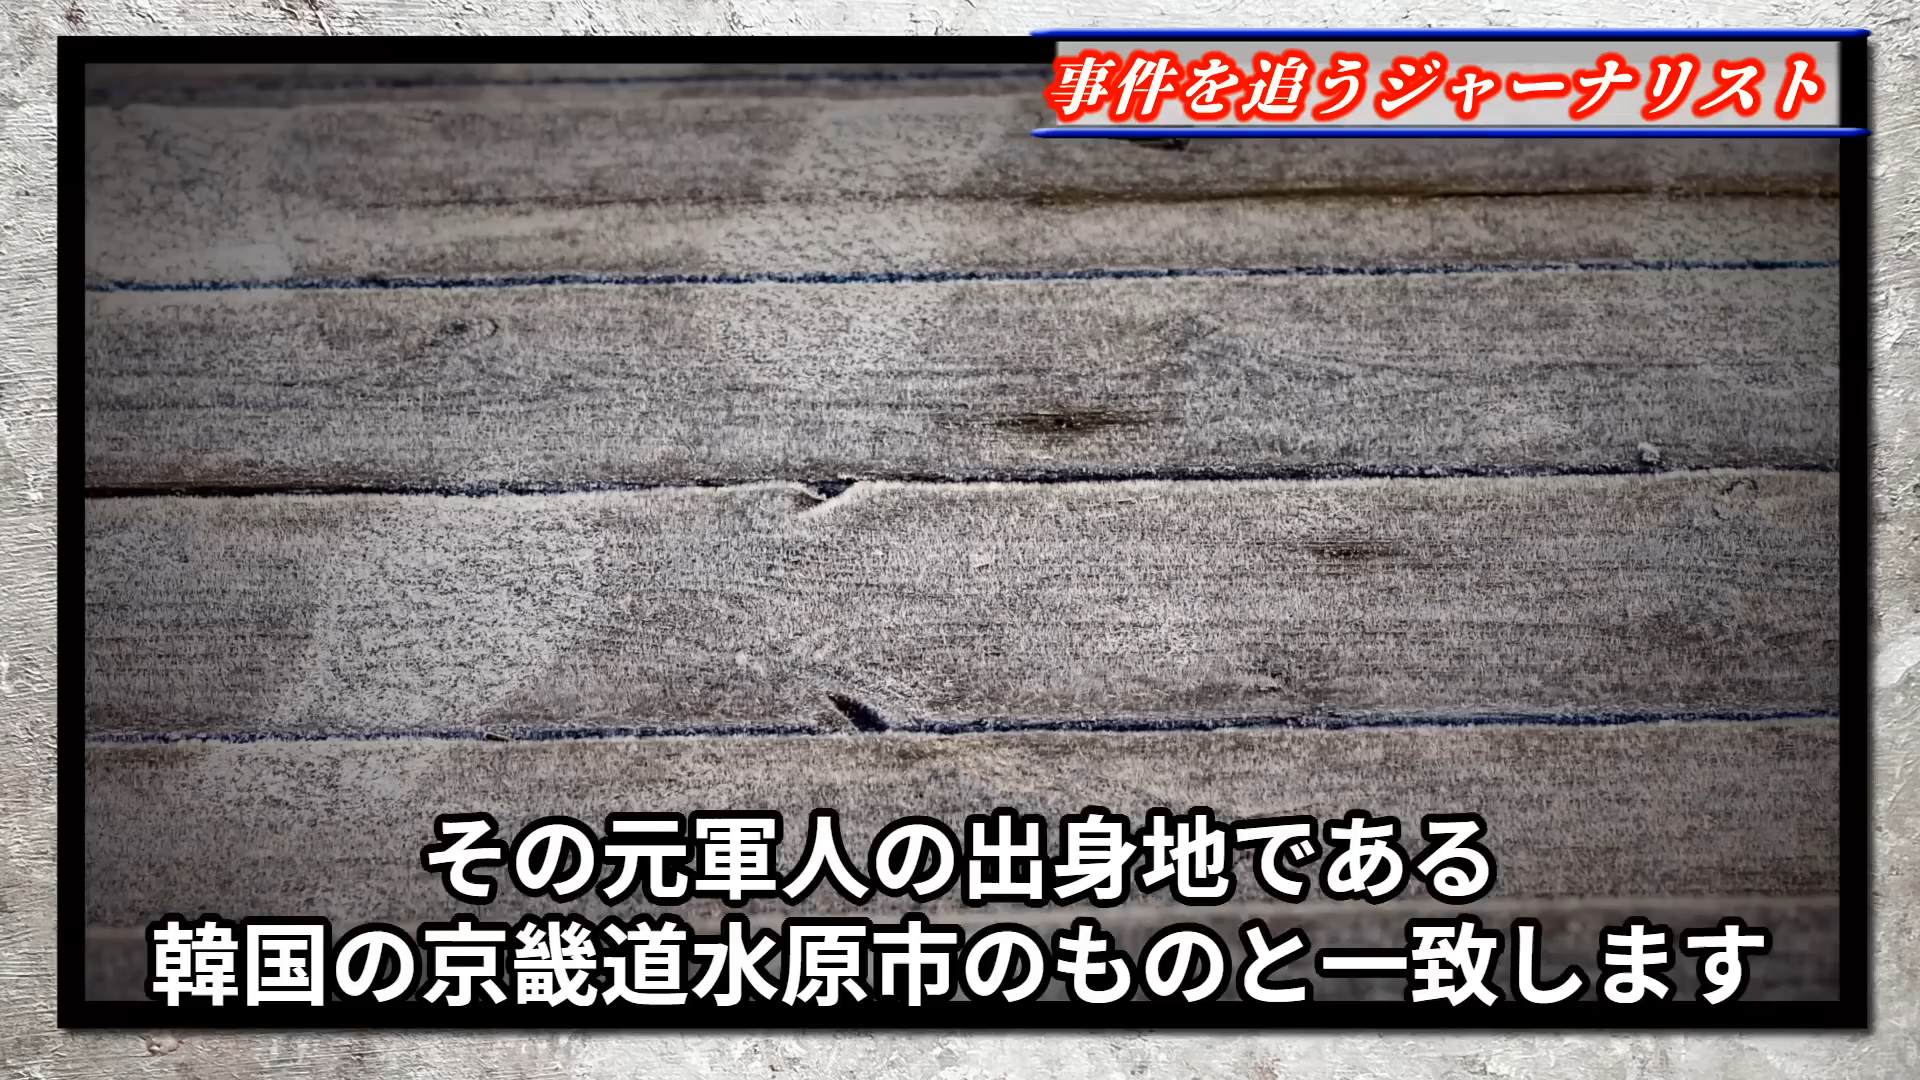 事件を追うジャーナリスト
その元軍人の出身地である
韓国の京畿道水原市のものと一致します